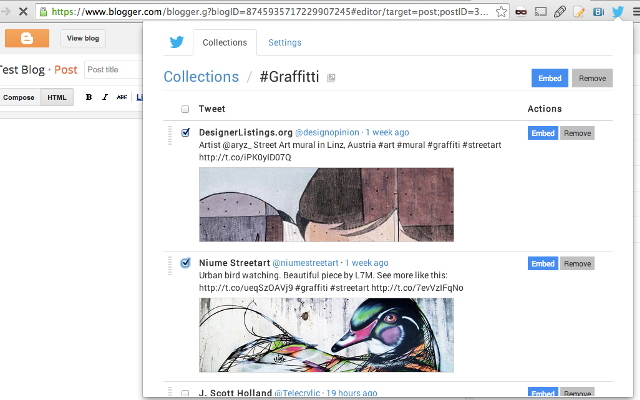 https://www.blogger.com/blogger.g?blogID=8745935717229907245#editor/target=post;postID=3...
View blog
Test Blog · Post
Post title
Compose
HTML
B
I
ABC
Collections
Settings
Collections / #Graffitti
Embed
Remove
Tweet
Actions
DesignerListings.org @designopinion · 1 week ago
Embed
Remove
Artist @aryz_ Street Art mural in Linz, Austria #art #mural #graffiti #streetart
http://t.co/iPK0yID07Q
Niume Streetart @niumestreetart · 1 week ago
Embed
Remove
Urban bird watching. Beautiful piece by L7M. See more like this:
http://t.co/ueqSzOAVj9 #graffiti #streetart http://t.co/7evVzIFqNo
J. Scott Holland @Telecrylic · 19 hours ago
Embed
Remove